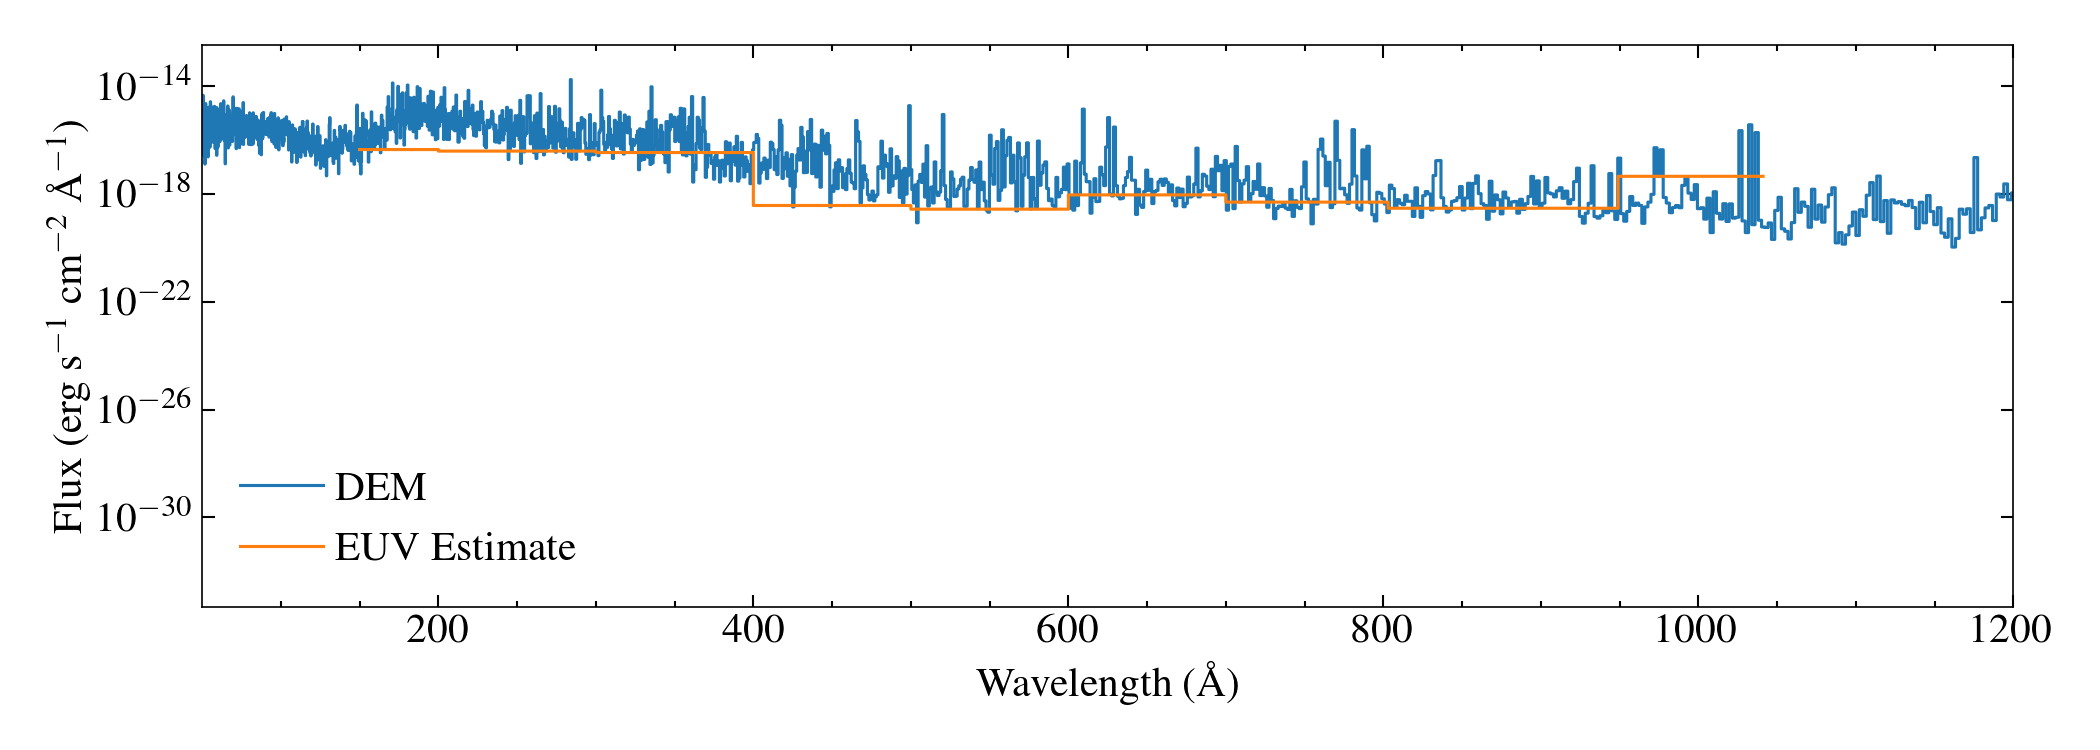 Flux (erg s⁻¹ cm⁻² Å⁻¹)
10⁻¹⁴
10⁻¹⁸
10⁻²²
10⁻²⁶
10⁻³⁰
DEM
EUV Estimate
200 400 600 800 1000 1200
Wavelength (Å)